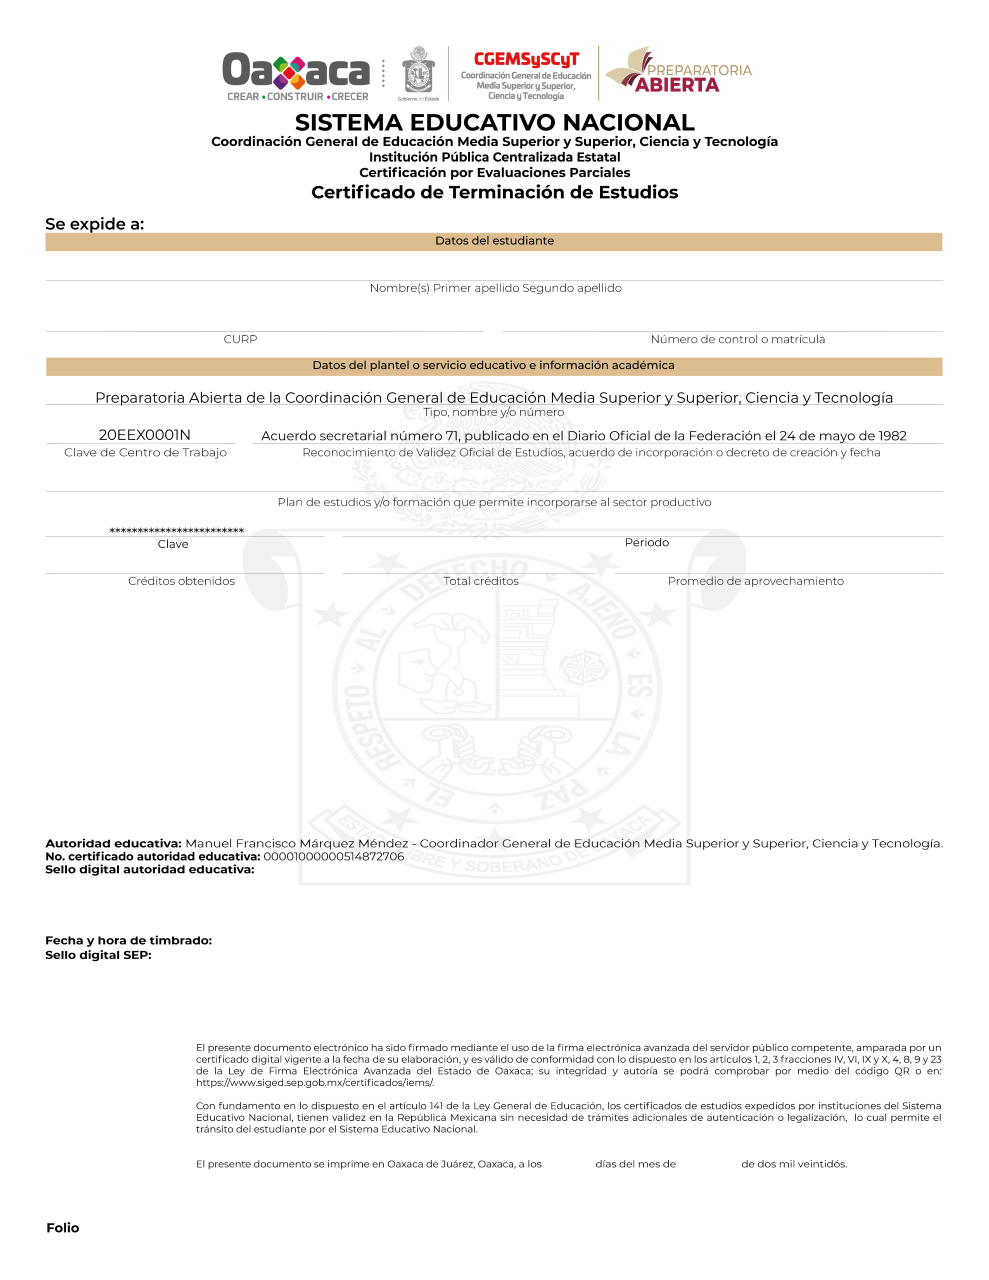 Oaxaca
CREAR • CONSTRUIR • CRECER
Gobierno del Estado
CGEMSySCyT
Coordinación General de Educación
Media Superior y Superior,
Ciencia y Tecnología
PREPARATORIA
ABIERTA
SISTEMA EDUCATIVO NACIONAL
Coordinación General de Educación Media Superior y Superior, Ciencia y Tecnología
Institución Pública Centralizada Estatal
Certificación por Evaluaciones Parciales
Certificado de Terminación de Estudios
Se expide a:
Datos del estudiante
Nombre(s) Primer apellido Segundo apellido
CURP Número de control o matrícula
Datos del plantel o servicio educativo e información académica
Preparatoria Abierta de la Coordinación General de Educación Media Superior y Superior, Ciencia y Tecnología
Tipo, nombre y/o número
20EEX0001N Acuerdo secretarial número 71, publicado en el Diario Oficial de la Federación el 24 de mayo de 1982
Clave de Centro de Trabajo Reconocimiento de Validez Oficial de Estudios, acuerdo de incorporación o decreto de creación y fecha
Plan de estudios y/o formación que permite incorporarse al sector productivo
************************
Clave Periodo
Créditos obtenidos Total créditos Promedio de aprovechamiento
EL RESPETO AL DERECHO AJENO ES LA PAZ
Autoridad educativa: Manuel Francisco Márquez Méndez - Coordinador General de Educación Media Superior y Superior, Ciencia y Tecnología.
No. certificado autoridad educativa: 00001000000514872706
Sello digital autoridad educativa:
ESTADO LIBRE Y SOBERANO DE OAXACA
Fecha y hora de timbrado:
Sello digital SEP:
El presente documento electrónico ha sido firmado mediante el uso de la firma electrónica avanzada del servidor público competente, amparada por un
certificado digital vigente a la fecha de su elaboración, y es válido de conformidad con lo dispuesto en los artículos 1, 2, 3 fracciones IV, VI, IX y X, 4, 8, 9 y 23
de la Ley de Firma Electrónica Avanzada del Estado de Oaxaca; su integridad y autoría se podrá comprobar por medio del código QR o en:
https://www.siged.sep.gob.mx/certificados/iems/.
Con fundamento en lo dispuesto en el artículo 141 de la Ley General de Educación, los certificados de estudios expedidos por instituciones del Sistema
Educativo Nacional, tienen validez en la República Mexicana sin necesidad de trámites adicionales de autenticación o legalización, lo cual permite el
tránsito del estudiante por el Sistema Educativo Nacional.
El presente documento se imprime en Oaxaca de Juárez, Oaxaca, a los días del mes de de dos mil veintidós.
Folio